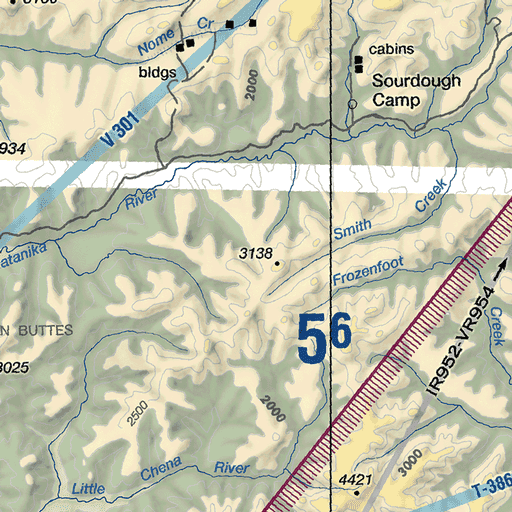 Nome Cr
cabins
bldgs
Sourdough
Camp
2000
V 301
934
River
Creek
Smith
atanika
3138
Frozenfoot
IR952-VR954
Creek
56
N BUTTES
3025
2500
2000
Little Chena River
3000
4421
T-386